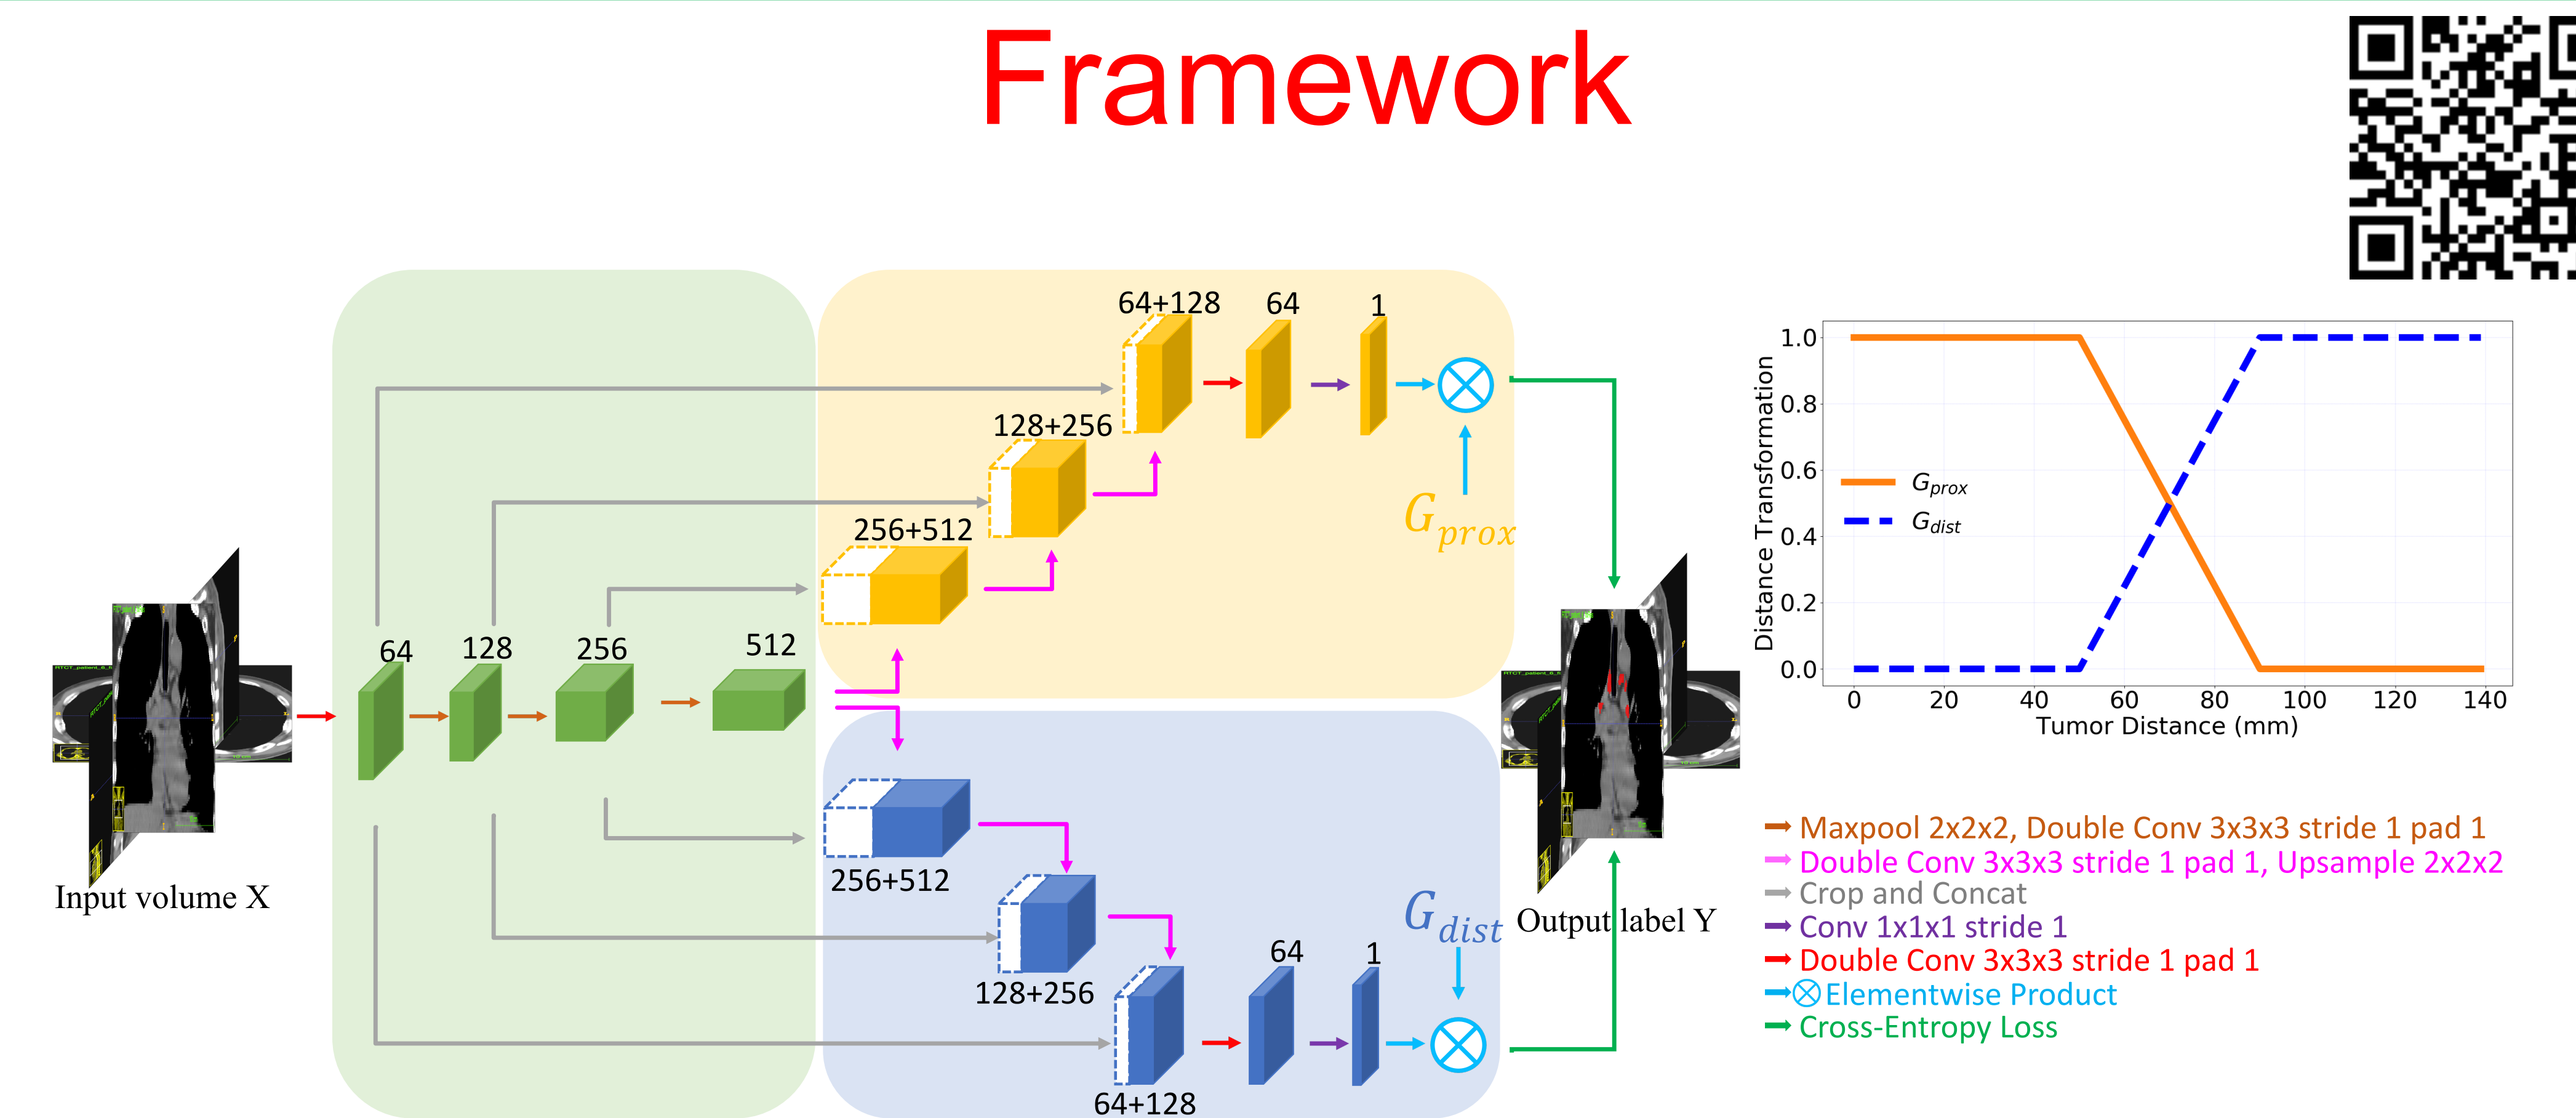 Framework
64+128
64
1
128+256
G_prox
256+512
64
128
256
512
Input volume X
256+512
G_dist
Output label Y
128+256
64
1
64+128
Distance Transformation
1.0
0.8
0.6
0.4
0.2
0.0
G_prox
G_dist
0 20 40 60 80 100 120 140
Tumor Distance (mm)
Maxpool 2x2x2, Double Conv 3x3x3 stride 1 pad 1
Double Conv 3x3x3 stride 1 pad 1, Upsample 2x2x2
Crop and Concat
Conv 1x1x1 stride 1
Double Conv 3x3x3 stride 1 pad 1
Elementwise Product
Cross-Entropy Loss